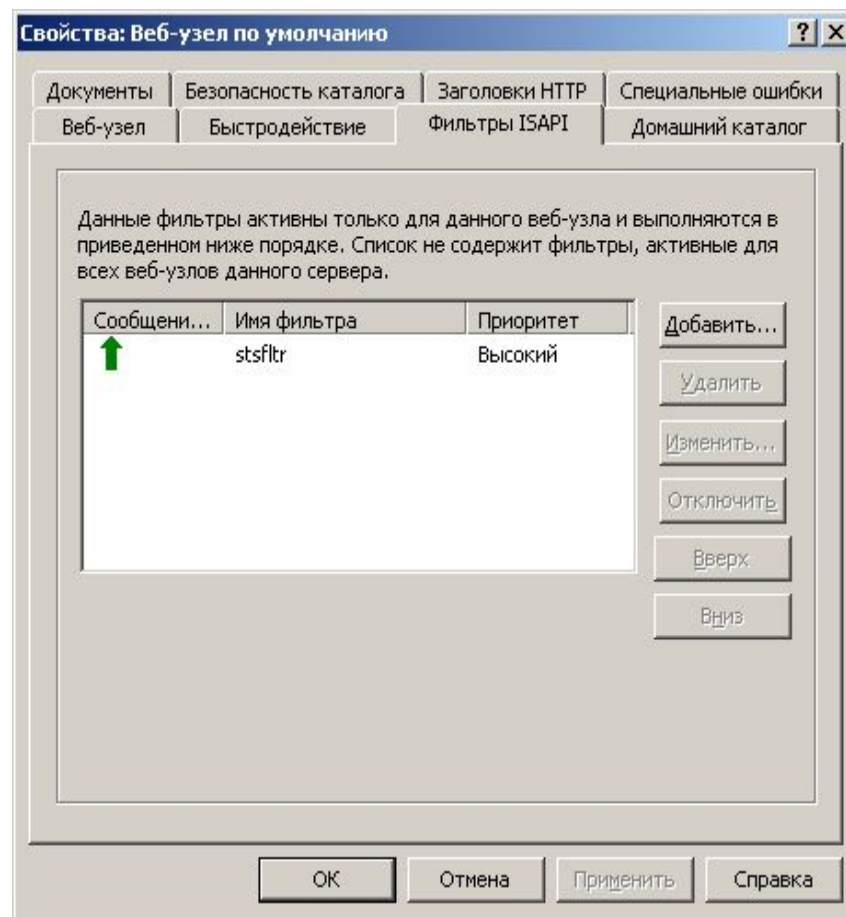 Свойства: Веб-узел по умолчанию
Документы Безопасность каталога Заголовки HTTP Специальные ошибки
Веб-узел Быстродействие Фильтры ISAPI Домашний каталог
Данные фильтры активны только для данного веб-узла и выполняются в
приведенном ниже порядке. Список не содержит фильтры, активные для
всех веб-узлов данного сервера.
Сообщени... Имя фильтра Приоритет
stsfltr Высокий
Добавить...
Удалить
Изменить...
Отключить
Вверх
Вниз
ОК Отмена Применить Справка